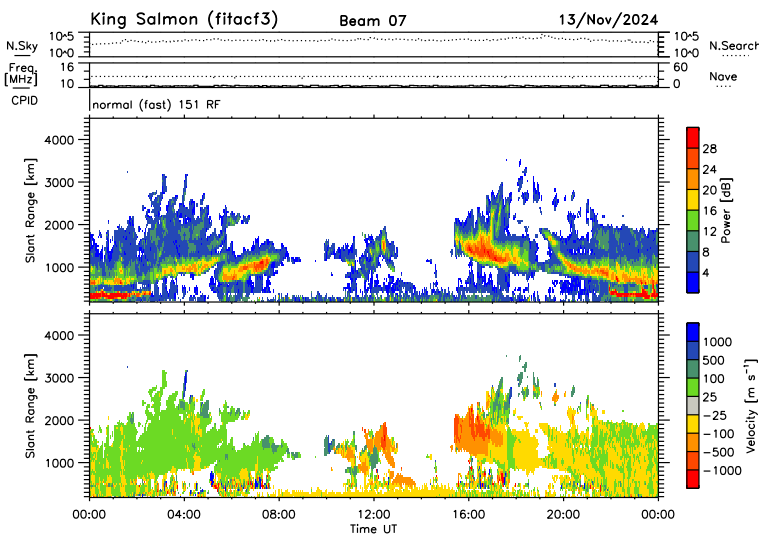 King Salmon (fitacf3) Beam 07 13/Nov/2024
N.Sky 10^5 10^0 10^5 10^0 N.Search
Freq. [MHz] 16 10 60 0 Nave
CPID normal (fast) 151 RF
Slant Range [km] 4000 3000 2000 1000
Power [dB] 28 24 20 16 12 8 4
Slant Range [km] 4000 3000 2000 1000
Velocity [m s⁻¹] 1000 500 100 25 −25 −100 −500 −1000
00:00 04:00 08:00 12:00 16:00 20:00 00:00
Time UT